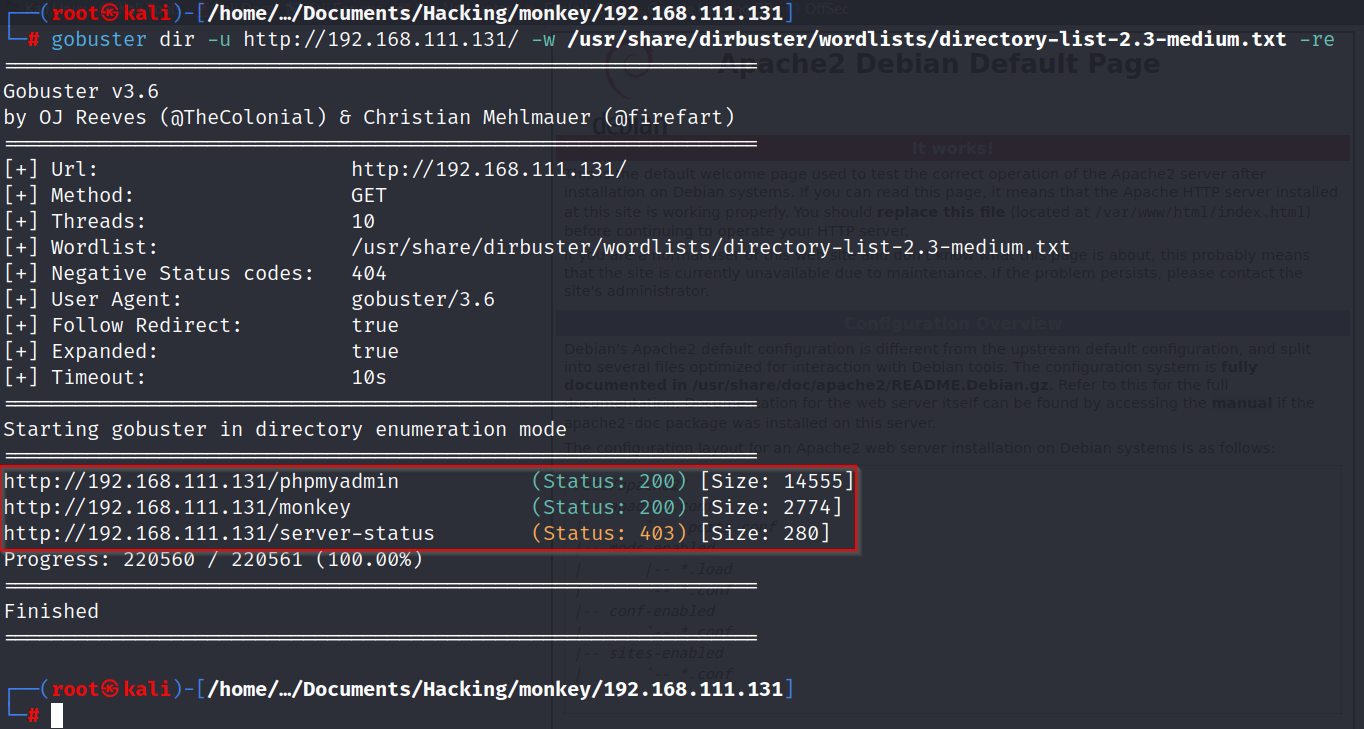 ┌──(root㉿kali)-[/home/…/Documents/Hacking/monkey/192.168.111.131]
└─# gobuster dir -u http://192.168.111.131/ -w /usr/share/dirbuster/wordlists/directory-list-2.3-medium.txt -re
===============================================================
Gobuster v3.6
by OJ Reeves (@TheColonial) & Christian Mehlmauer (@firefart)
===============================================================
[+] Url:                     http://192.168.111.131/
[+] Method:                  GET
[+] Threads:                 10
[+] Wordlist:                /usr/share/dirbuster/wordlists/directory-list-2.3-medium.txt
[+] Negative Status codes:   404
[+] User Agent:              gobuster/3.6
[+] Follow Redirect:         true
[+] Expanded:                true
[+] Timeout:                 10s
===============================================================
Starting gobuster in directory enumeration mode
===============================================================
http://192.168.111.131/phpmyadmin           (Status: 200) [Size: 14555]
http://192.168.111.131/monkey               (Status: 200) [Size: 2774]
http://192.168.111.131/server-status        (Status: 403) [Size: 280]
Progress: 220560 / 220561 (100.00%)
===============================================================
Finished
===============================================================
┌──(root㉿kali)-[/home/…/Documents/Hacking/monkey/192.168.111.131]
└─#
Apache2 Debian Default Page
debian
It works!
default welcome page used to test the correct operation of the Apache2 server after
installation on Debian systems. If you can read this page, it means that the Apache HTTP server installed
at this site is working properly. You should replace this file (located at /var/www/html/index.html)
before continuing to operate your HTTP server.
page is about, this probably means
that the site is currently unavailable due to maintenance. If the problem persists, please contact the
site's administrator.
Configuration Overview
Debian's Apache2 default configuration is different from the upstream default configuration, and split
into several files optimized for interaction with Debian tools. The configuration system is fully
documented in /usr/share/doc/apache2/README.Debian.gz. Refer to this for the full
for the web server itself can be found by accessing the manual if the
apache2-doc package was installed on this server.
The configuration layout for an Apache2 web server installation on Debian systems is as follows:
|-- *.load
*.conf
|-- conf-enabled
*.conf
|-- sites-enabled
*.conf